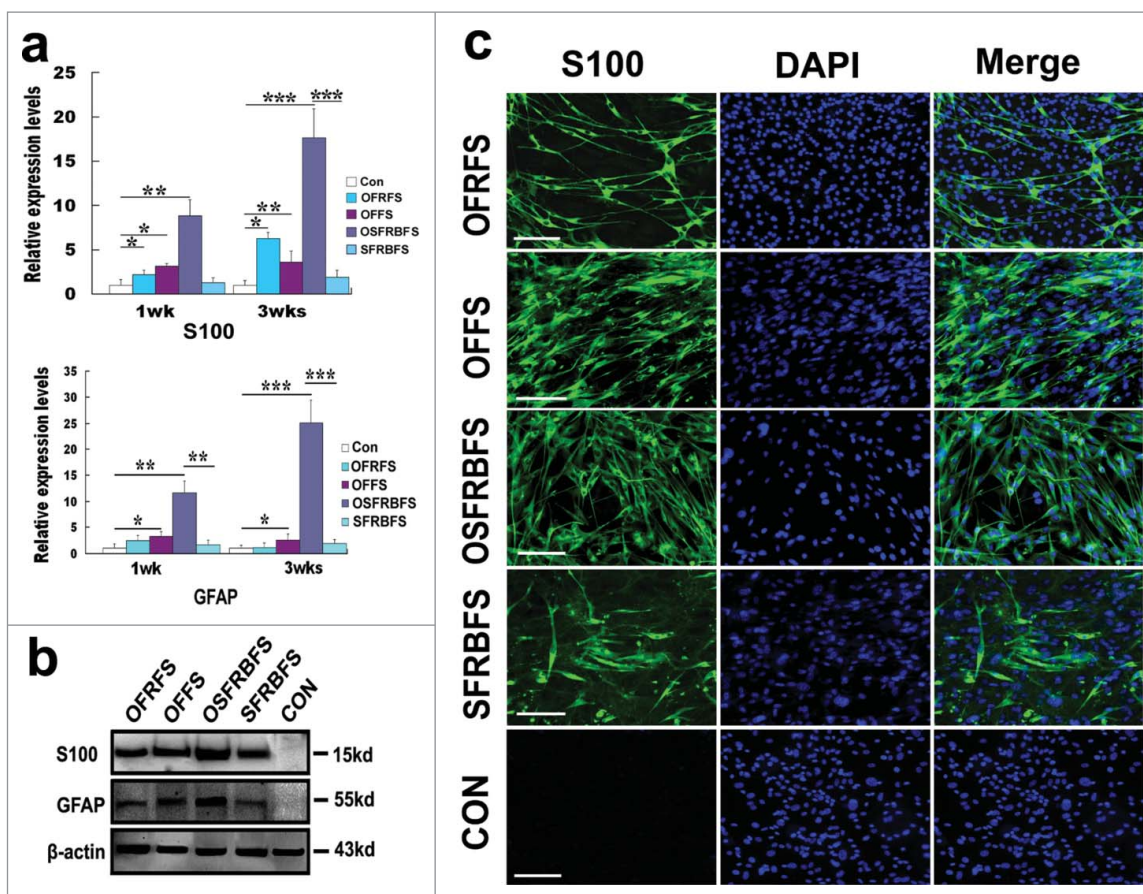 a
25
20
15
10
5
0
Relative expression levels
***
***
**
**
*
*
*
Con
OFRFS
OFFS
OSFRBFS
SFRBFS
1wk
3wks
S100
35
30
25
20
15
10
5
0
Relative expression levels
***
***
**
**
*
*
Con
OFRFS
OFFS
OSFRBFS
SFRBFS
1wk
3wks
GFAP
b
OFRFS OFFS OSFRBFS SFRBFS CON
S100 15kd
GFAP 55kd
β-actin 43kd
c
S100 DAPI Merge
OFRFS
OFFS
OSFRBFS
SFRBFS
CON